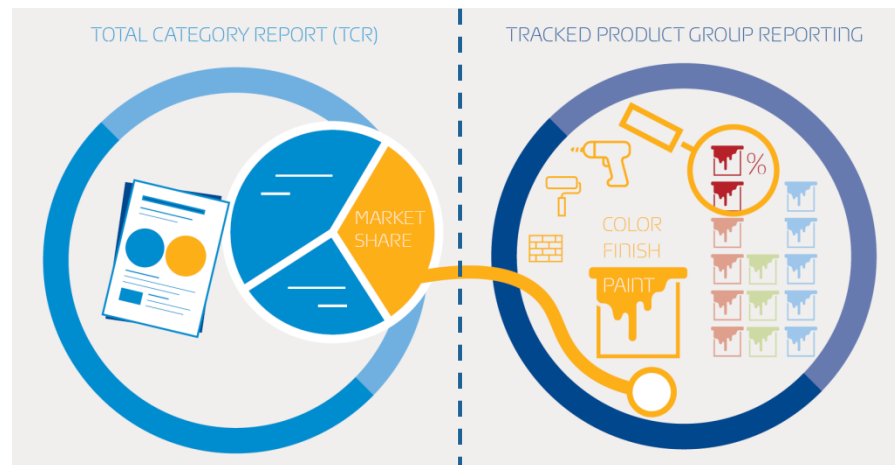 TOTAL CATEGORY REPORT (TCR)
MARKET
SHARE
TRACKED PRODUCT GROUP REPORTING
%
COLOR
FINISH
PAINT